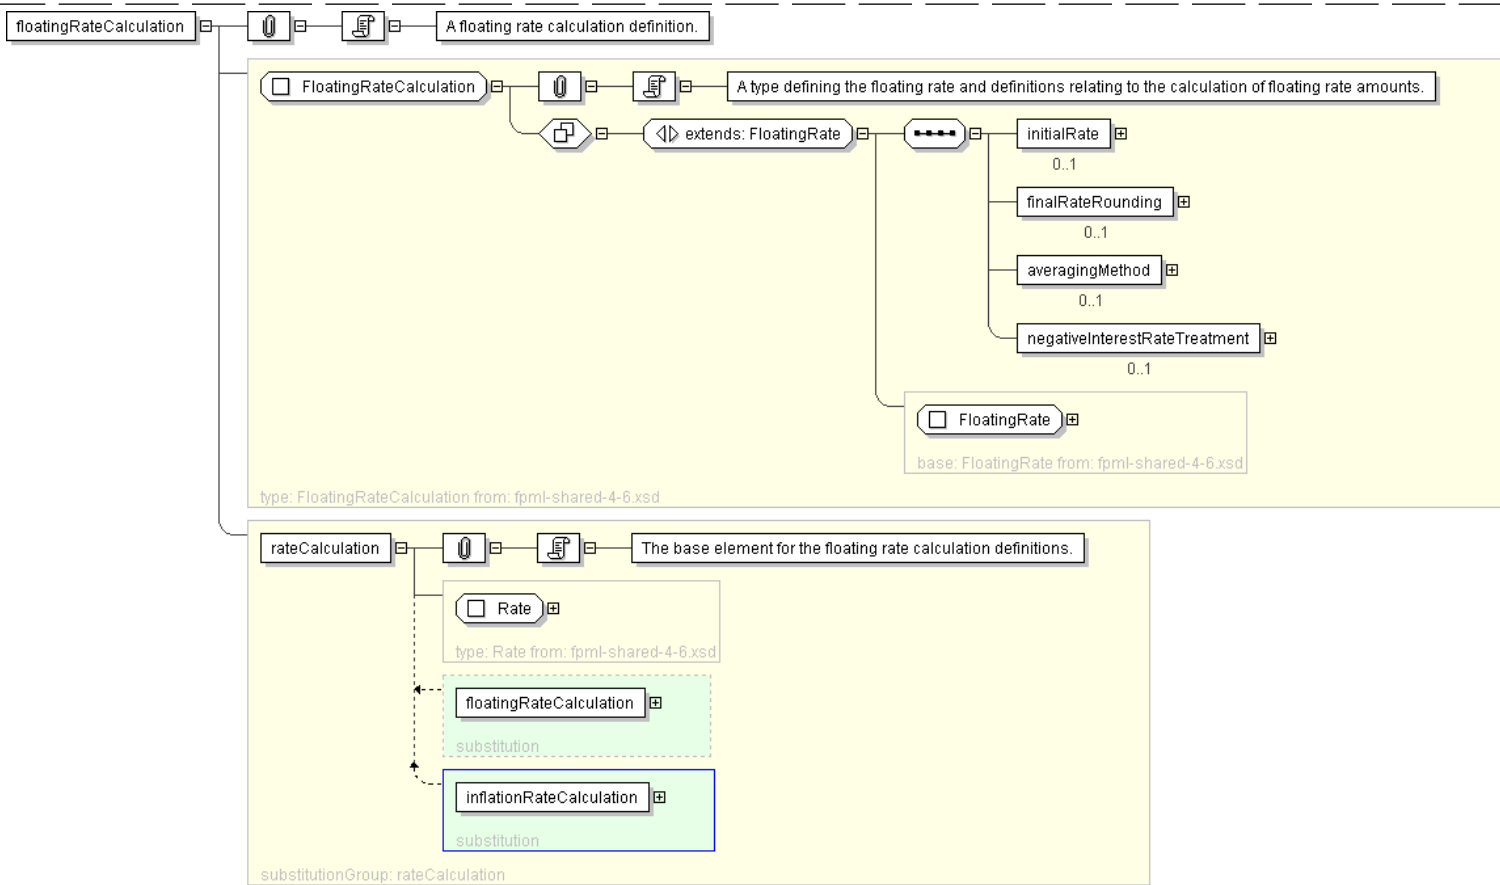 floatingRateCalculation
A floating rate calculation definition.
FloatingRateCalculation
A type defining the floating rate and definitions relating to the calculation of floating rate amounts.
extends: FloatingRate
initialRate
0..1
finalRateRounding
0..1
averagingMethod
0..1
negativeInterestRateTreatment
0..1
FloatingRate
base: FloatingRate from: fpml-shared-4-6.xsd
type: FloatingRateCalculation from: fpml-shared-4-6.xsd
rateCalculation
The base element for the floating rate calculation definitions.
Rate
type: Rate from: fpml-shared-4-6.xsd
floatingRateCalculation
substitution
inflationRateCalculation
substitution
substitutionGroup: rateCalculation